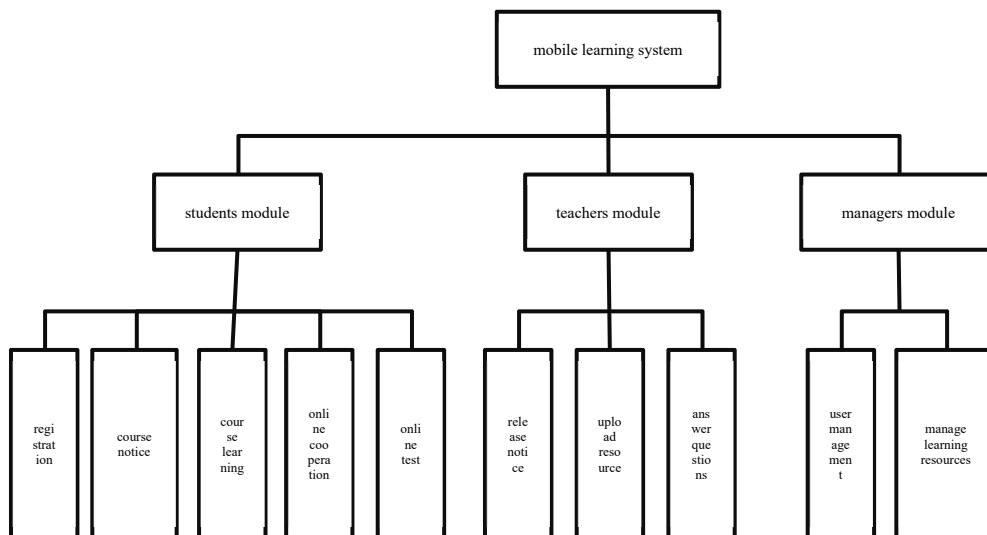 mobile learning system
students module
teachers module
managers module
regi
strat
ion
course
notice
cour
se
lear
ning
onli
ne
coo
pera
tion
onli
ne
test
rele
ase
noti
ce
uplo
ad
reso
urce
ans
wer
que
stio
ns
user
man
age
men
t
manage
learning
resources